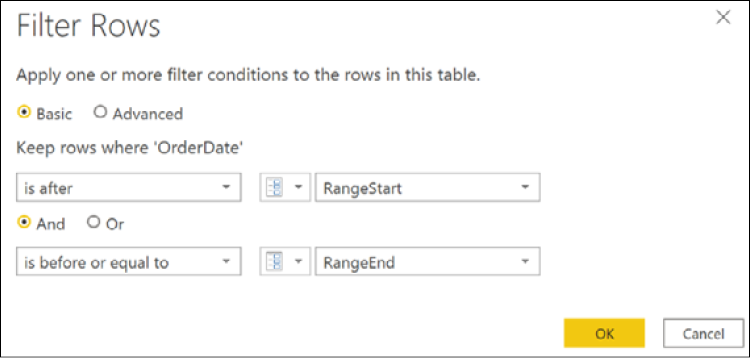 Filter Rows
Apply one or more filter conditions to the rows in this table.
Basic Advanced
Keep rows where 'OrderDate'
is after RangeStart
And Or
is before or equal to RangeEnd
OK Cancel